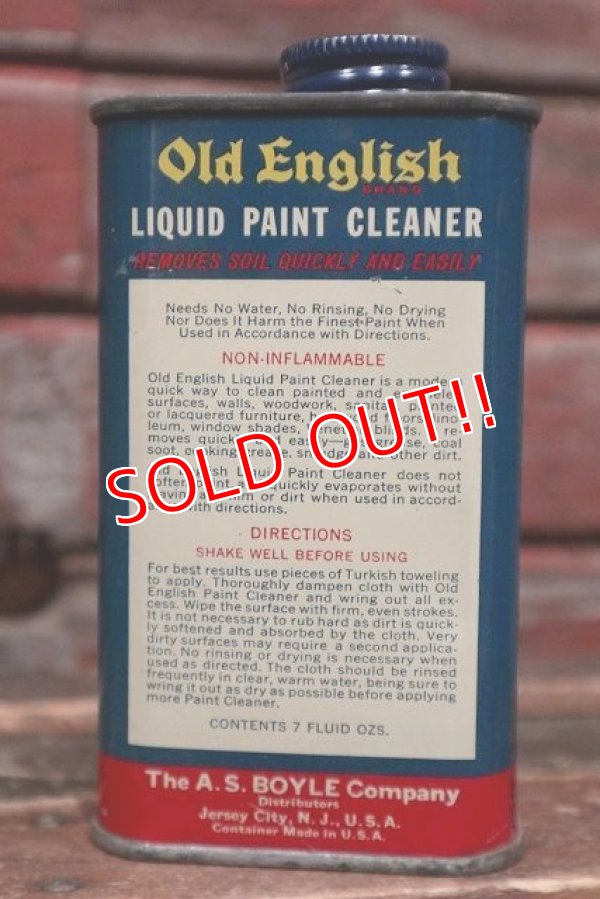 Old English
BRAND
LIQUID PAINT CLEANER
REMOVES SOIL QUICKLY AND EASILY
Needs No Water, No Rinsing, No Drying
Nor Does It Harm the Finest Paint When
Used in Accordance with Directions.
NON-INFLAMMABLE
Old English Liquid Paint Cleaner is a
quick way to clean painted and
surfaces, walls, woodwork,
or lacquered furniture,
leum, window shades, re-
moves coal
soot, cooking grease, other dirt.
Paint Cleaner does not
quickly evaporates without
or dirt when used in accord-
with directions.
SOLD OUT!!
DIRECTIONS
SHAKE WELL BEFORE USING
For best results use pieces of Turkish toweling
to apply. Thoroughly dampen cloth with Old
English Paint Cleaner and wring out all ex-
cess. Wipe the surface with firm, even strokes.
It is not necessary to rub hard as dirt is quick-
ly softened and absorbed by the cloth. Very
dirty surfaces may require a second applica-
tion. No rinsing or drying is necessary when
used as directed. The cloth should be rinsed
frequently in clear, warm water, being sure to
wring it out as dry as possible before applying
more Paint Cleaner.
CONTENTS 7 FLUID OZS.
The A. S. BOYLE Company
Distributors
Jersey City, N. J., U. S. A.
Container Made in U.S.A.